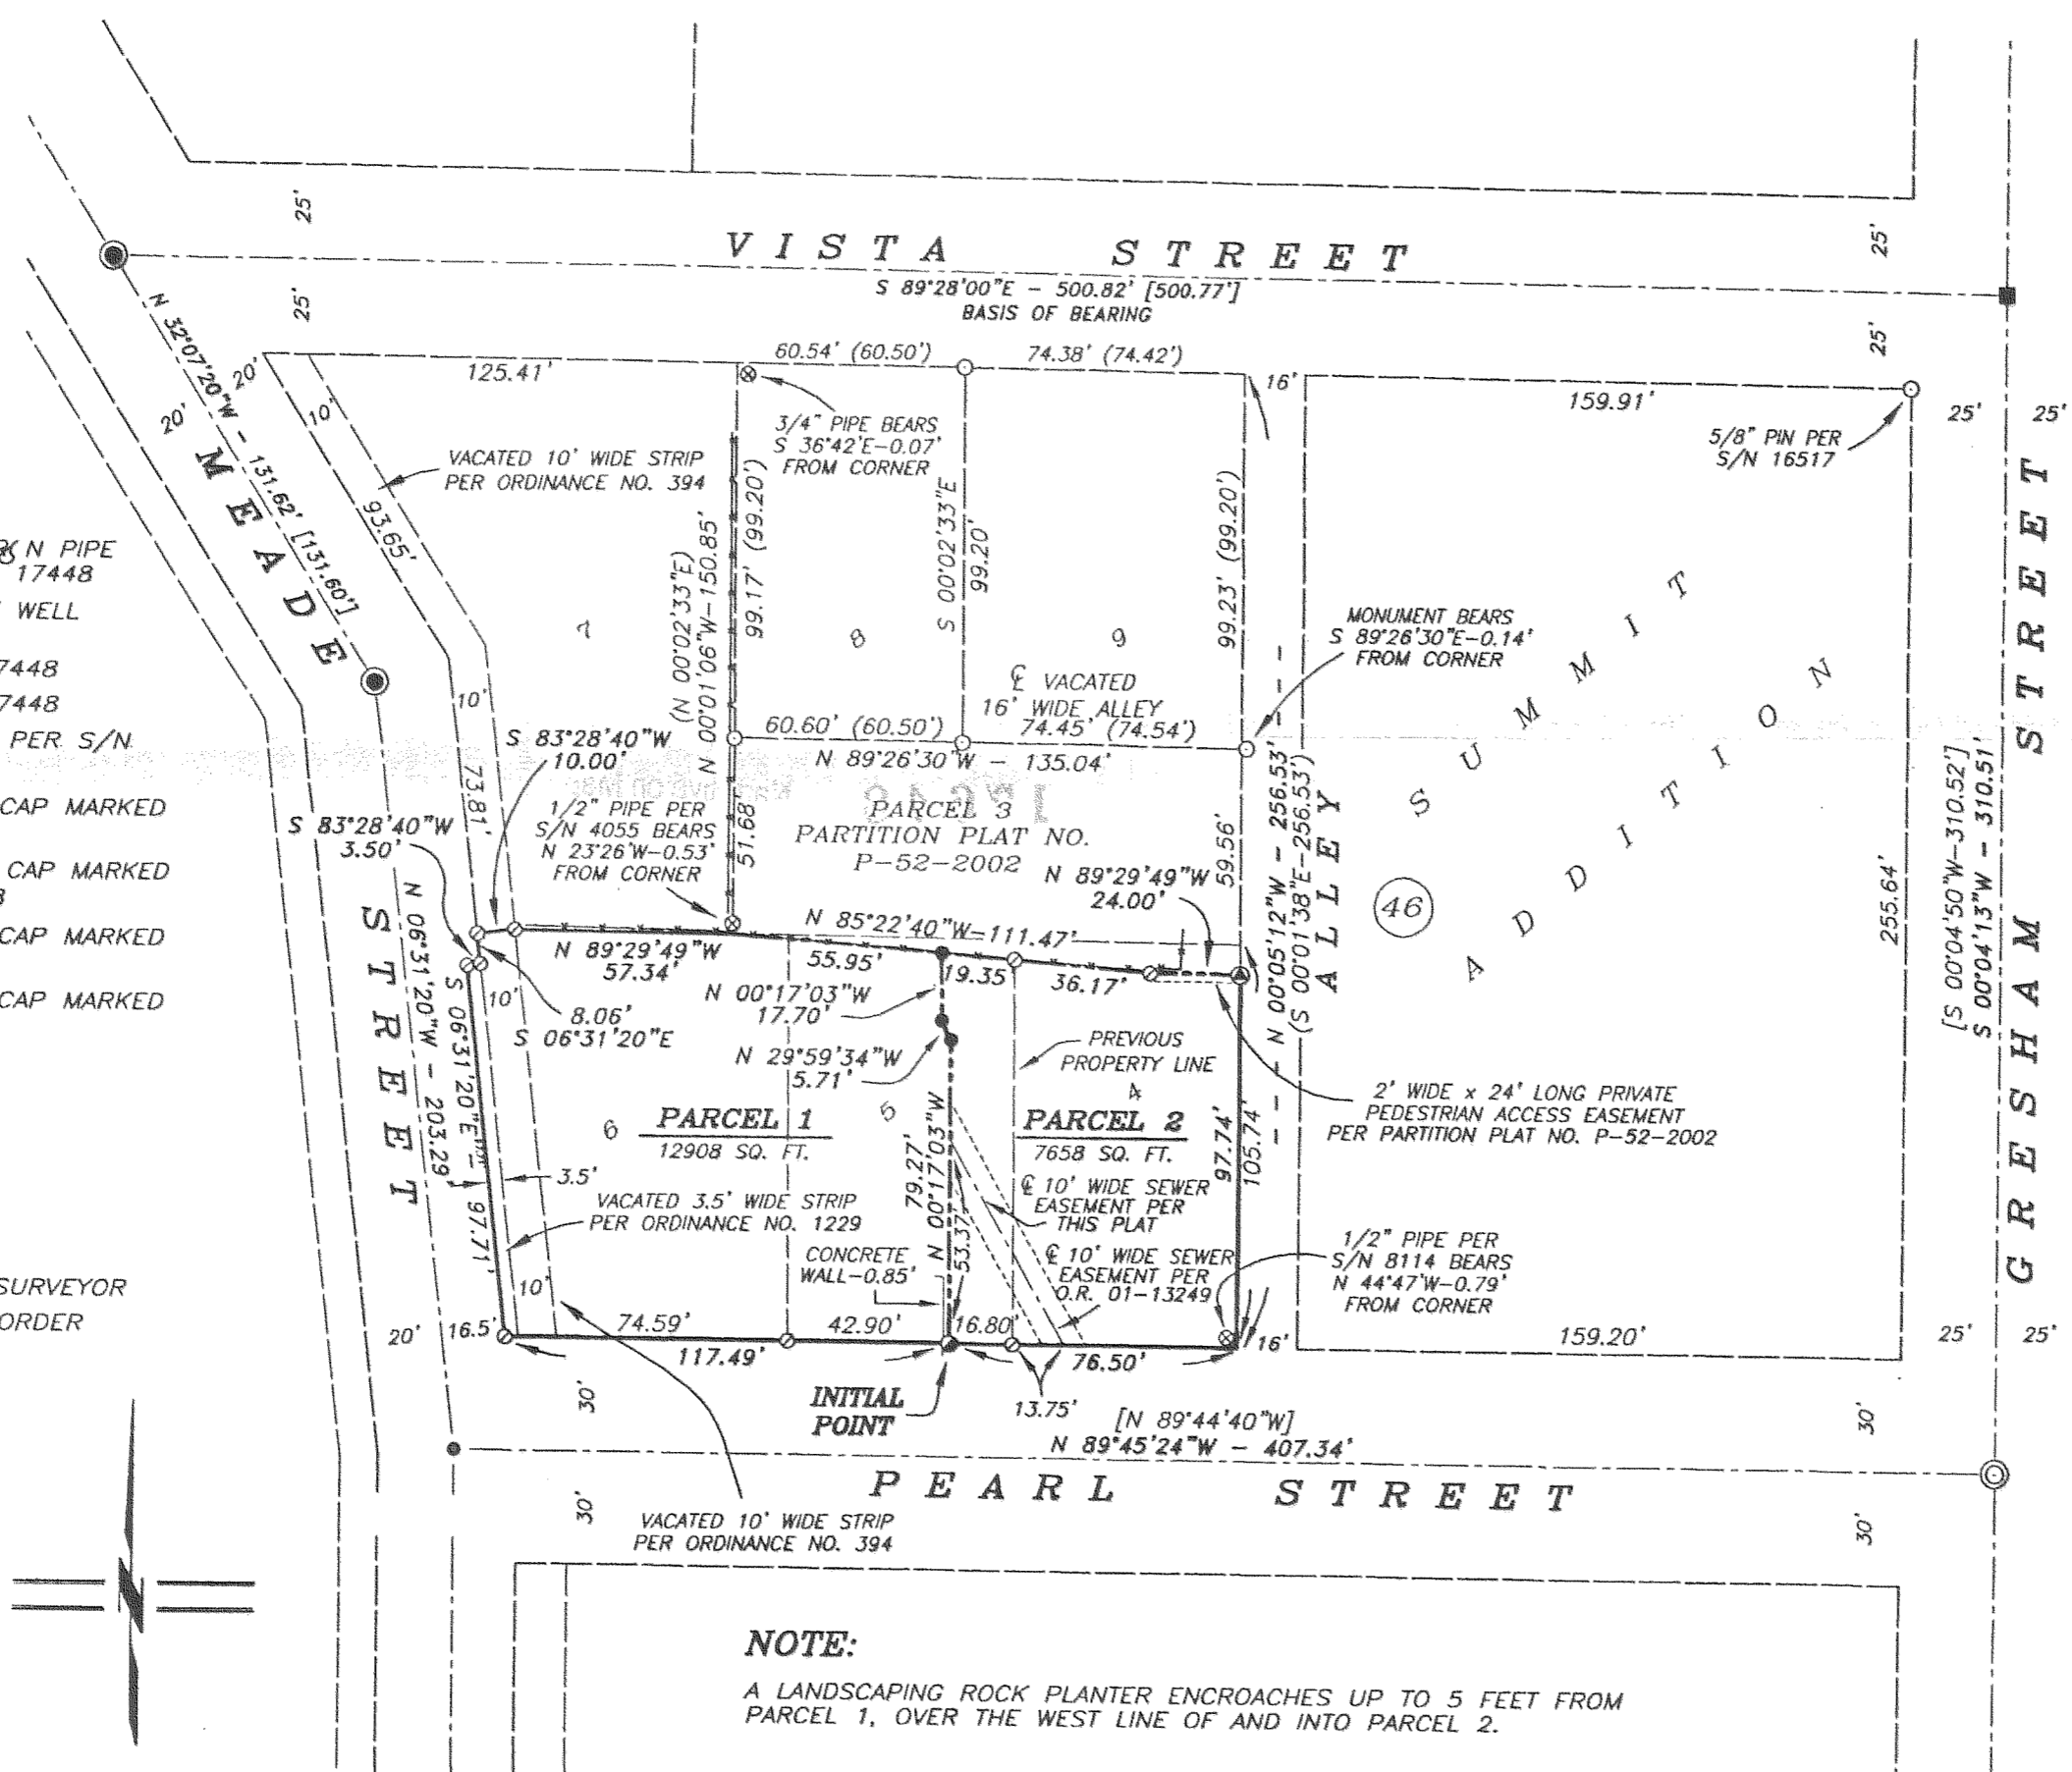 25'
25'
VISTA STREET
S 89°28'00"E - 500.82' [500.77']
BASIS OF BEARING
25'
25'
N 32°07'20"W - 131.62' [131.60']
20'
20'
10'
125.41'
60.54' (60.50')
74.38' (74.42')
16'
159.91'
25'
25'
3/4" PIPE BEARS
S 36°42'E-0.07'
FROM CORNER
5/8" PIN PER
S/N 16517
VACATED 10' WIDE STRIP
PER ORDINANCE NO. 394
MEADE
STREET
93.65'
(N 00°02'33"E)
N 00°01'06"W-150.85'
99.17' (99.20')
S 00°02'33"E
99.20'
99.23' (99.20')
N PIPE
17448
WELL
7448
7448
PER S/N
CAP MARKED
CAP MARKED
CAP MARKED
CAP MARKED
SURVEYOR
ORDER
7
8
9
MONUMENT BEARS
S 89°26'30"E-0.14'
FROM CORNER
SUMMIT
ADDITION
℄ VACATED
16' WIDE ALLEY
60.60' (60.50')
74.45' (74.54')
N 89°26'30"W - 135.04'
10'
73.81'
S 83°28'40"W
10.00'
S 83°28'40"W
3.50'
1/2" PIPE PER
S/N 4055 BEARS
N 23°26'W-0.53'
FROM CORNER
51.68'
PARCEL 3
PARTITION PLAT NO.
P-52-2002
59.56'
N 89°29'49"W
24.00'
46
N 00°05'12"W - 256.53'
(S 00°01'38"E-256.53')
ALLEY
255.64'
[S 00°04'50"W-310.52']
S 00°04'13"W - 310.51'
GRESHAM STREET
N 85°22'40"W-111.47'
N 89°29'49"W
57.34'
55.95'
19.35
36.17'
N 06°31'20"W - 203.29'
S 06°31'20"E - 97.71'
10'
8.06'
S 06°31'20"E
N 00°17'03"W
17.70'
N 29°59'34"W
5.71'
PREVIOUS
PROPERTY LINE
2' WIDE x 24' LONG PRIVATE
PEDESTRIAN ACCESS EASEMENT
PER PARTITION PLAT NO. P-52-2002
6
PARCEL 1
12908 SQ. FT.
5
4
PARCEL 2
7658 SQ. FT.
79.27'
N 00°17'03"W
53.37'
97.74'
105.74'
3.5'
VACATED 3.5' WIDE STRIP
PER ORDINANCE NO. 1229
℄ 10' WIDE SEWER
EASEMENT PER
THIS PLAT
CONCRETE
WALL-0.85'
℄ 10' WIDE SEWER
EASEMENT PER
O.R. 01-13249
1/2" PIPE PER
S/N 8114 BEARS
N 44°47'W-0.79'
FROM CORNER
10'
20'
16.5'
74.59'
42.90'
16.80'
16'
159.20'
25'
25'
117.49'
76.50'
INITIAL
POINT
13.75'
30'
30'
[N 89°44'40"W]
N 89°45'24"W - 407.34'
PEARL STREET
30'
30'
VACATED 10' WIDE STRIP
PER ORDINANCE NO. 394
N
NOTE:
A LANDSCAPING ROCK PLANTER ENCROACHES UP TO 5 FEET FROM
PARCEL 1, OVER THE WEST LINE OF AND INTO PARCEL 2.